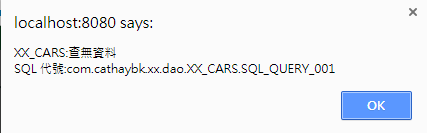 localhost:8080 says:
XX_CARS:查無資料
SQL 代號:com.cathaybk.xx.dao.XX_CARS.SQL_QUERY_001
OK